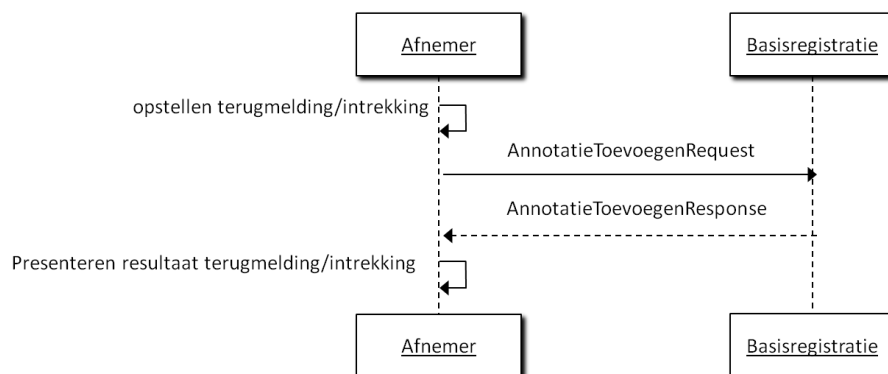 Afnemer
Basisregistratie
opstellen terugmelding/intrekking
AnnotatieToevoegenRequest
AnnotatieToevoegenResponse
Presenteren resultaat terugmelding/intrekking
Afnemer
Basisregistratie